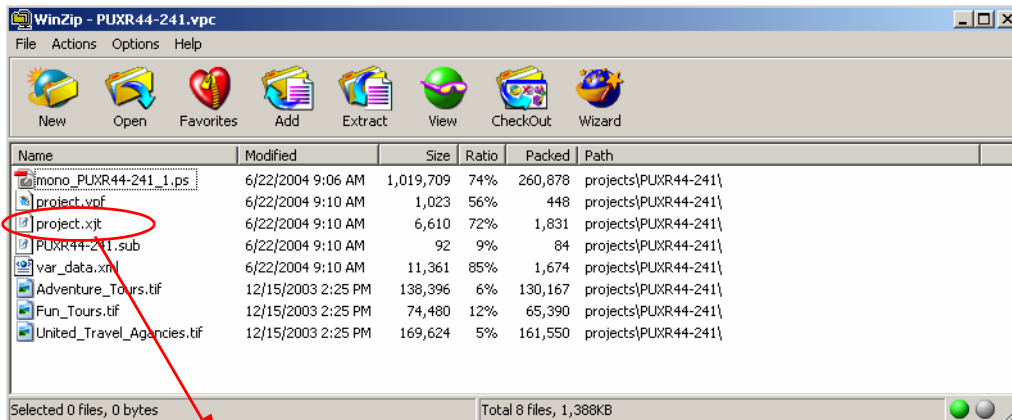 WinZip - PUXR44-241.vpc
File Actions Options Help
New Open Favorites Add Extract View CheckOut Wizard
Name Modified Size Ratio Packed Path
mono_PUXR44-241_1.ps 6/22/2004 9:06 AM 1,019,709 74% 260,878 projects\PUXR44-241\
project.vpf 6/22/2004 9:10 AM 1,023 56% 448 projects\PUXR44-241\
project.xjt 6/22/2004 9:10 AM 6,610 72% 1,831 projects\PUXR44-241\
PUXR44-241.sub 6/22/2004 9:10 AM 92 9% 84 projects\PUXR44-241\
var_data.xml 6/22/2004 9:10 AM 11,361 85% 1,674 projects\PUXR44-241\
Adventure_Tours.tif 12/15/2003 2:25 PM 138,396 6% 130,167 projects\PUXR44-241\
Fun_Tours.tif 12/15/2003 2:25 PM 74,480 12% 65,390 projects\PUXR44-241\
United_Travel_Agancies.tif 12/15/2003 2:25 PM 169,624 5% 161,550 projects\PUXR44-241\
Selected 0 files, 0 bytes Total 8 files, 1,388KB